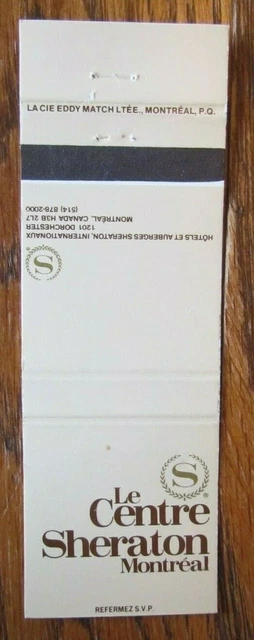 LA CIE EDDY MATCH LTÉE., MONTRÉAL, P.Q.
HÔTELS ET AUBERGES SHERATON, INTERNATIONAUX
1201 DORCHESTER
MONTRÉAL, CANADA H3B 2L7
(514) 878-2000
S
S
®
Le
Centre
Sheraton
Montréal
REFERMEZ S.V.P.